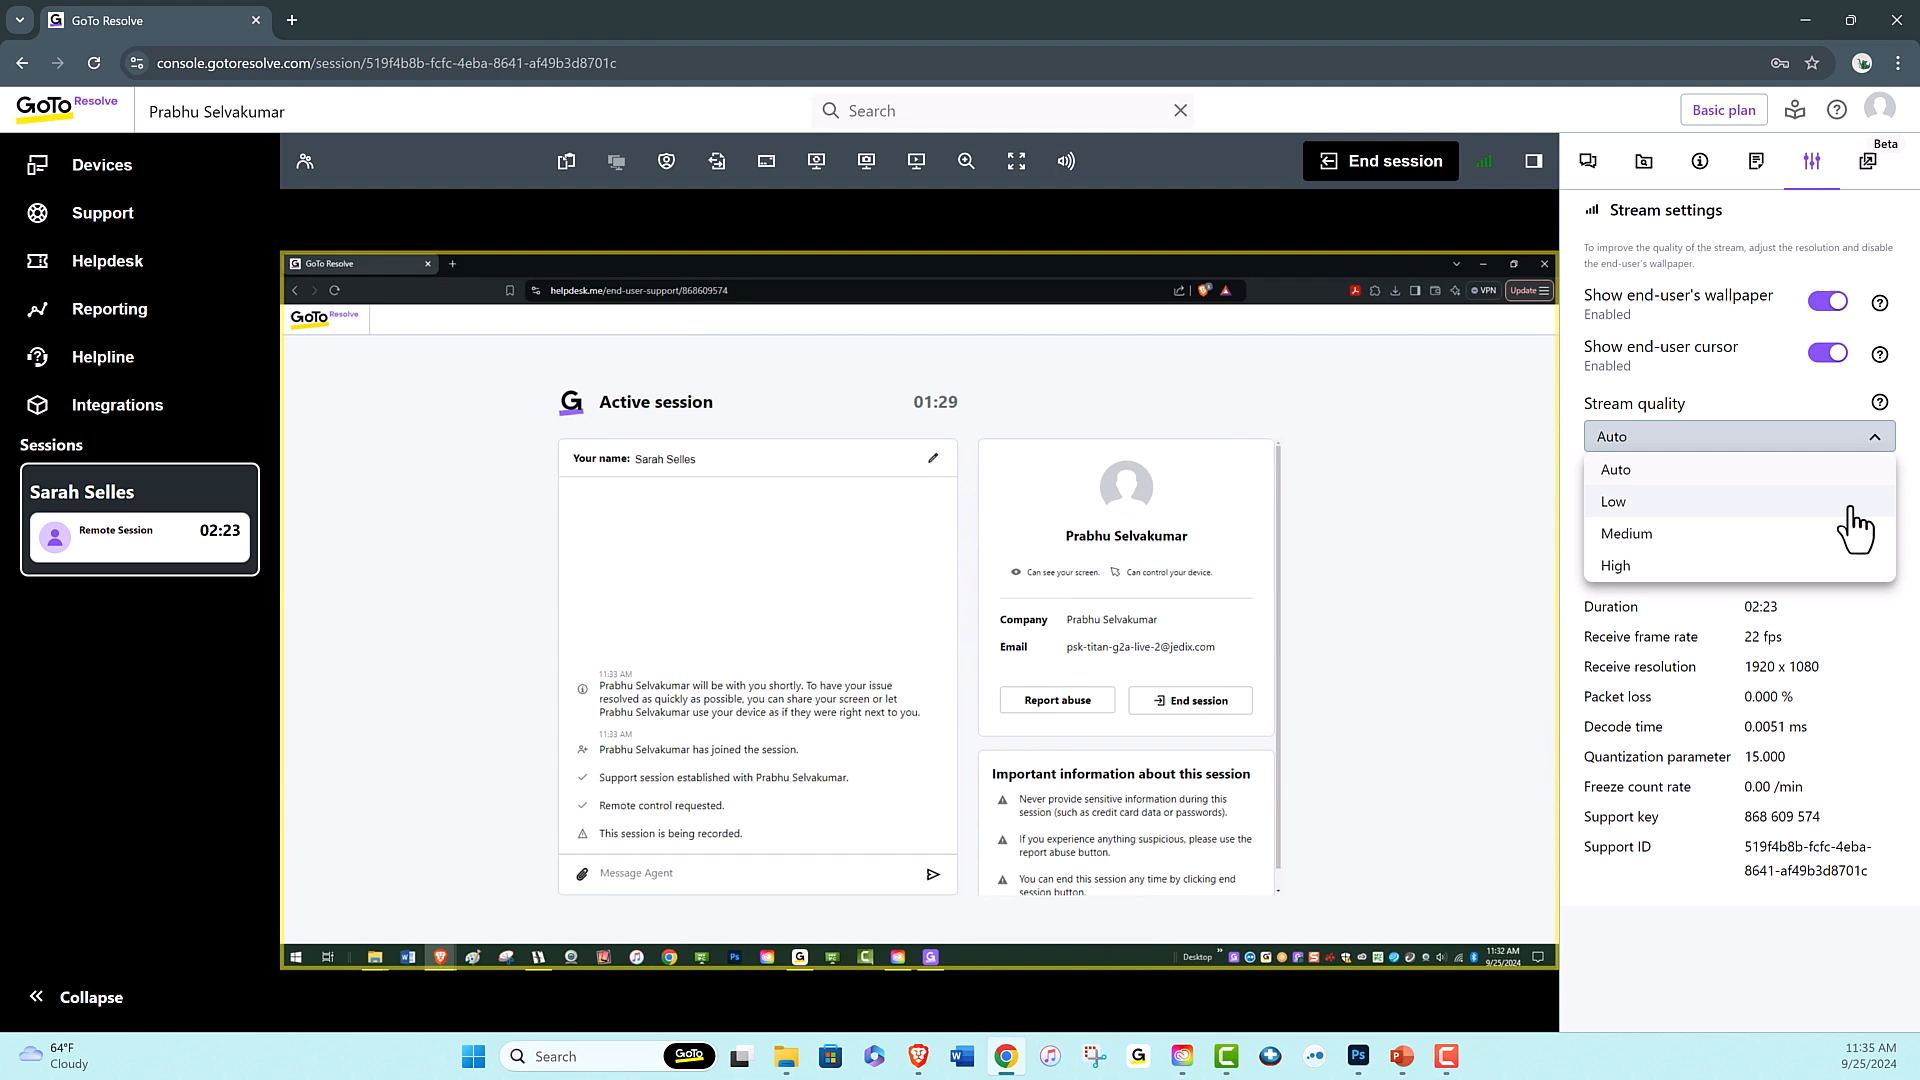 GoTo Resolve
console.gotoresolve.com/session/519f4b8b-fcfc-4eba-8641-af49b3d8701c
GoTo Resolve
Prabhu Selvakumar
Search
Basic plan
Devices
Support
Helpdesk
Reporting
Helpline
Integrations
Sessions
Sarah Selles
Remote Session 02:23
Collapse
End session
GoTo Resolve
helpdesk.me/end-user-support/868609574
VPN
Update
GoTo Resolve
Active session 01:29
Your name: Sarah Selles
11:33 AM
Prabhu Selvakumar will be with you shortly. To have your issue
resolved as quickly as possible, you can share your screen or let
Prabhu Selvakumar use your device as if they were right next to you.
11:33 AM
Prabhu Selvakumar has joined the session.
Support session established with Prabhu Selvakumar.
Remote control requested.
This session is being recorded.
Message Agent
Prabhu Selvakumar
Can see your screen. Can control your device.
Company Prabhu Selvakumar
Email psk-titan-g2a-live-2@jedix.com
Report abuse
End session
Important information about this session
Never provide sensitive information during this
session (such as credit card data or passwords).
If you experience anything suspicious, please use the
report abuse button.
You can end this session any time by clicking end
session button.
Desktop
11:32 AM
9/25/2024
Beta
Stream settings
To improve the quality of the stream, adjust the resolution and disable
the end-user's wallpaper.
Show end-user's wallpaper
Enabled
Show end-user cursor
Enabled
Stream quality
Auto
Auto
Low
Medium
High
Duration 02:23
Receive frame rate 22 fps
Receive resolution 1920 x 1080
Packet loss 0.000 %
Decode time 0.0051 ms
Quantization parameter 15.000
Freeze count rate 0.00 /min
Support key 868 609 574
Support ID 519f4b8b-fcfc-4eba-
8641-af49b3d8701c
64°F
Cloudy
Search
GoTo
11:35 AM
9/25/2024